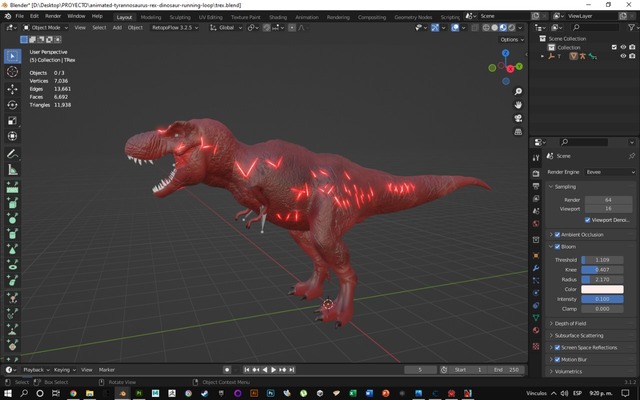 Blender* [D:\Desktop\PROYECTO\animated-tyrannosaurus-rex-dinosaur-running-loop\trex.blend]
File Edit Render Window Help Layout Modeling Sculpting UV Editing Texture Paint Shading Animation Rendering Compositing Scene ViewLayer
Object Mode View Select Add Object RetopoFlow 3.2.5 Global
Options
User Perspective
(5) Collection | TRex
Objects 0 / 3
Vertices 7,036
Edges 13,661
Faces 6,692
Triangles 11,938
Z
Y
Scene Collection
Collection
Scene
Render Engine Eevee
Sampling
Render 64
Viewport 16
Viewport Denoi..
Ambient Occlusion
Bloom
Threshold 1.109
Knee 0.407
Radius 2.170
Color
Intensity 0.100
Clamp 0.000
Depth of Field
Subsurface Scattering
Screen Space Reflections
Motion Blur
Volumetrics
Playback Keying View Marker 5 Start 1 End 250
Select Box Select Rotate View Object Context Menu
Vínculos ESP 9:20 p. m.